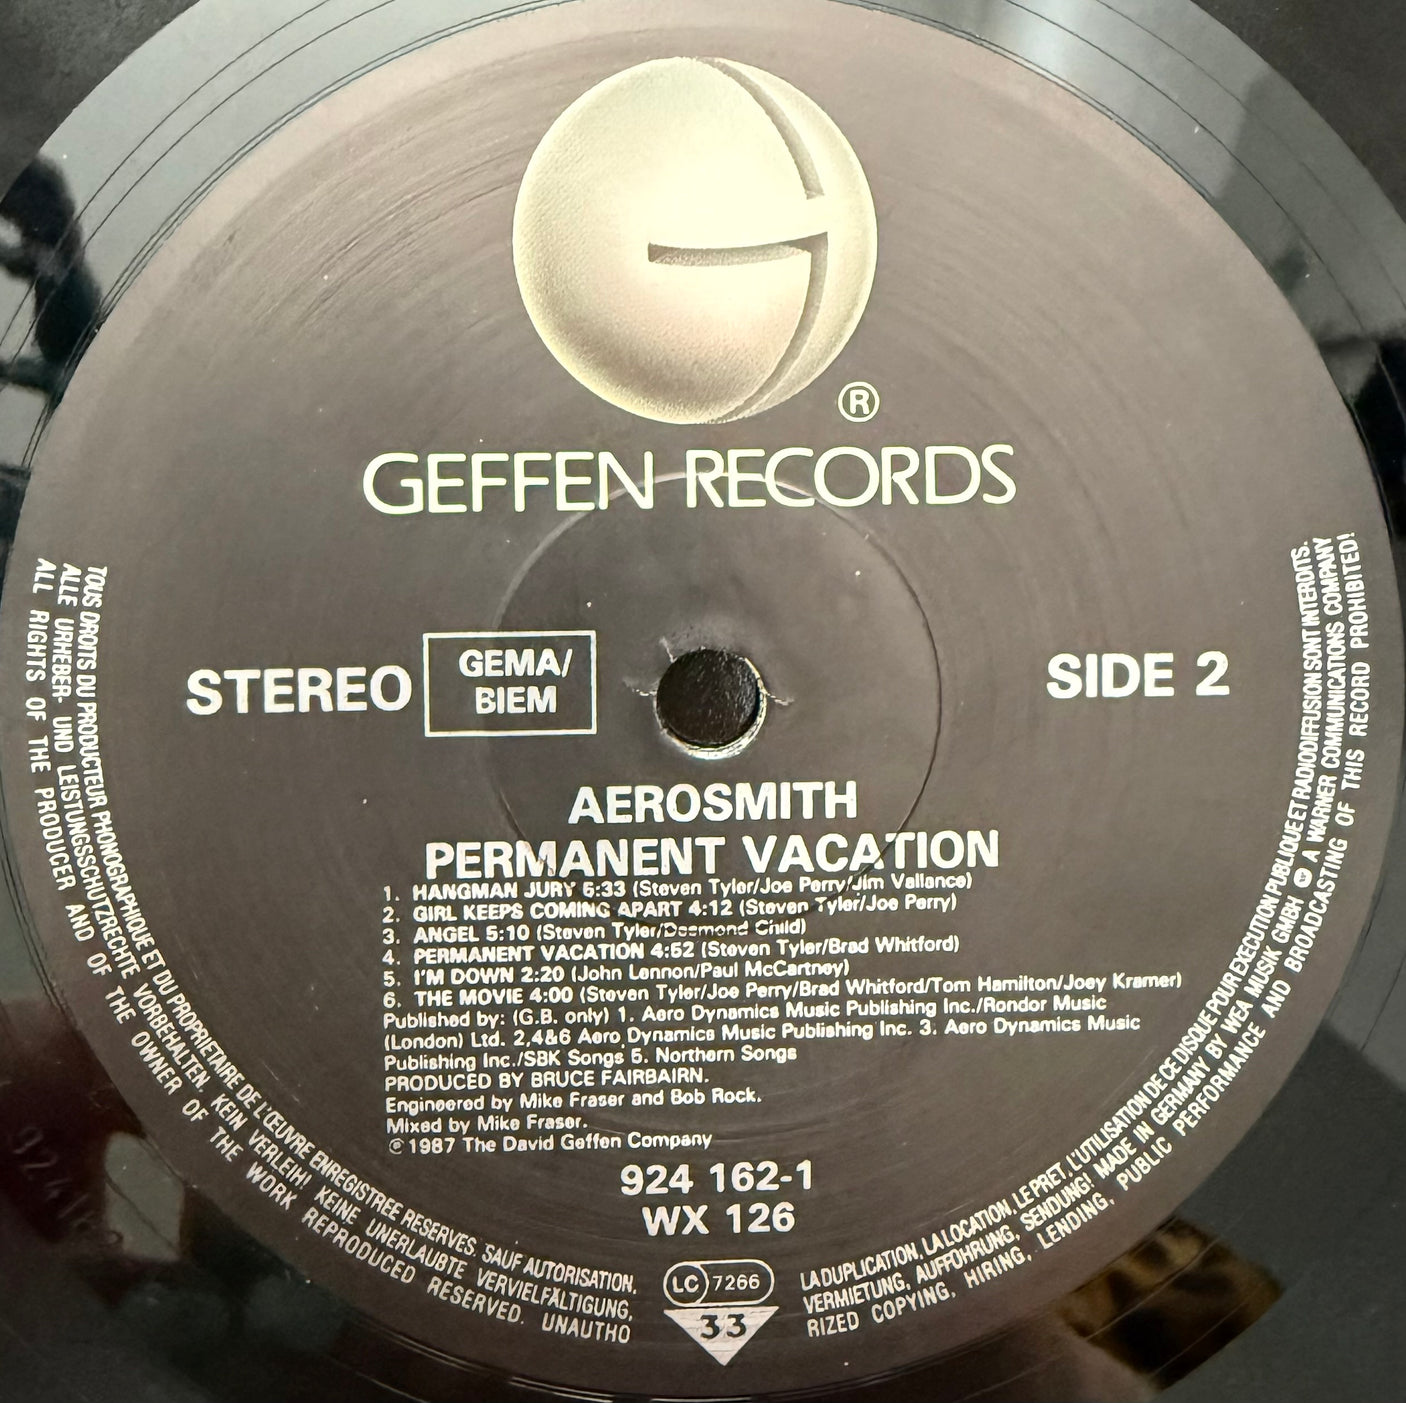 ®
GEFFEN RECORDS
STEREO
GEMA/
BIEM
SIDE 2
AEROSMITH
PERMANENT VACATION
1. HANGMAN JURY 5:33 (Steven Tyler/Joe Perry/Jim Vallance)
2. GIRL KEEPS COMING APART 4:12 (Steven Tyler/Joe Perry)
3. ANGEL 5:10 (Steven Tyler/Desmond Child)
4. PERMANENT VACATION 4:52 (Steven Tyler/Brad Whitford)
5. I'M DOWN 2:20 (John Lennon/Paul McCartney)
6. THE MOVIE 4:00 (Steven Tyler/Joe Perry/Brad Whitford/Tom Hamilton/Joey Kramer)
Published by: (G.B. only) 1. Aero Dynamics Music Publishing Inc./Rondor Music
(London) Ltd. 2,4&6 Aero Dynamics Music Publishing Inc. 3. Aero Dynamics Music
Publishing Inc./SBK Songs 5. Northern Songs
PRODUCED BY BRUCE FAIRBAIRN.
Engineered by Mike Fraser and Bob Rock.
Mixed by Mike Fraser.
℗ 1987 The David Geffen Company
924 162-1
WX 126
LC 7266
33
TOUS DROITS DU PRODUCTEUR PHONOGRAPHIQUE ET DU PROPRIETAIRE DE L'ŒUVRE ENREGISTREE RESERVES. SAUF AUTORISATION, LA DUPLICATION, LA LOCATION, LE PRET, L'UTILISATION DE CE DISQUE POUR EXECUTION PUBLIQUE ET RADIODIFFUSION SONT INTERDITS.
ALLE URHEBER- UND LEISTUNGSSCHUTZRECHTE VORBEHALTEN. KEIN VERLEIH! KEINE UNERLAUBTE VERVIELFÄLTIGUNG, VERMIETUNG, AUFFÜHRUNG, SENDUNG! MADE IN GERMANY BY WEA MUSIK GMBH A WARNER COMMUNICATIONS COMPANY
ALL RIGHTS OF THE PRODUCER AND OF THE OWNER OF THE WORK REPRODUCED RESERVED. UNAUTHORIZED COPYING, HIRING, LENDING, PUBLIC PERFORMANCE AND BROADCASTING OF THIS RECORD PROHIBITED!